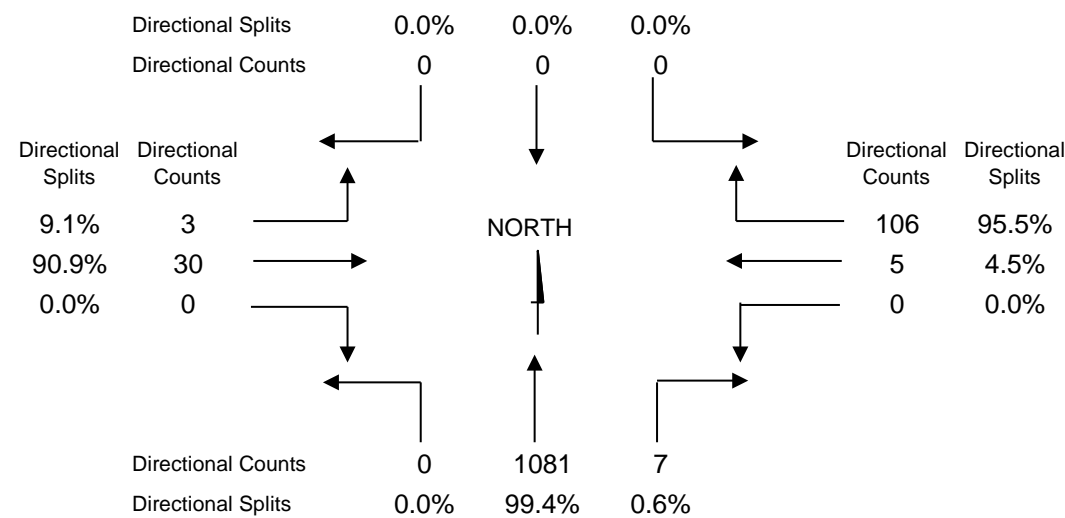 Directional Splits 0.0% 0.0% 0.0%
Directional Counts 0 0 0
Directional Directional Directional Directional
Splits Counts Counts Splits
9.1% 3 NORTH 106 95.5%
90.9% 30 5 4.5%
0.0% 0 0 0.0%
Directional Counts 0 1081 7
Directional Splits 0.0% 99.4% 0.6%